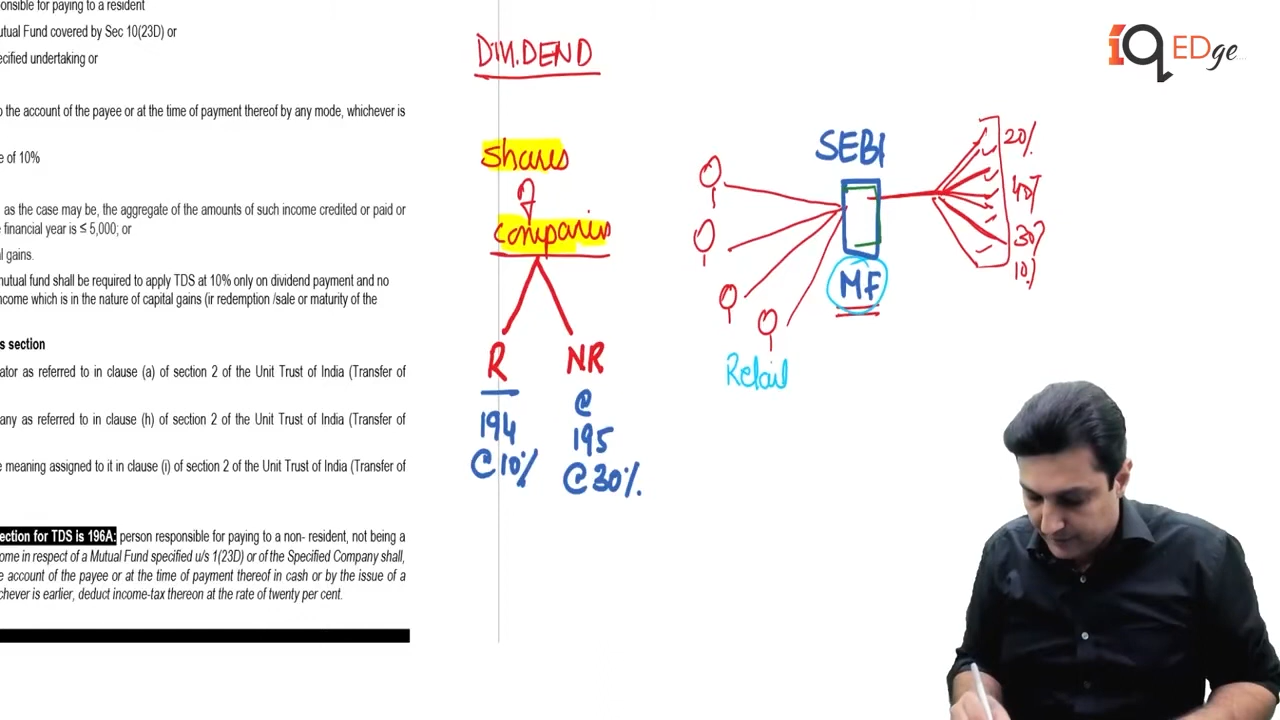 onsible for paying to a resident
utual Fund covered by Sec 10(23D) or
ecified undertaking or
o the account of the payee or at the time of payment thereof by any mode, whichever is
e of 10%
as the case may be, the aggregate of the amounts of such income credited or paid or
e financial year is ≤ 5,000; or
al gains.
mutual fund shall be required to apply TDS at 10% only on dividend payment and no
ncome which is in the nature of capital gains (ir redemption /sale or maturity of the
s section
ator as referred to in clause (a) of section 2 of the Unit Trust of India (Transfer of
any as referred to in clause (h) of section 2 of the Unit Trust of India (Transfer of
e meaning assigned to it in clause (i) of section 2 of the Unit Trust of India (Transfer of
ection for TDS is 196A: person responsible for paying to a non- resident, not being a
ome in respect of a Mutual Fund specified u/s 1(23D) or of the Specified Company shall,
e account of the payee or at the time of payment thereof in cash or by the issue of a
chever is earlier, deduct income-tax thereon at the rate of twenty per cent.
DIVIDEND
Shares
of
companies
R
194
@ 10%
NR
@
195
@ 30%.
SEBI
MF
Retail
20%
40%
30%
10%
iQ EDge....